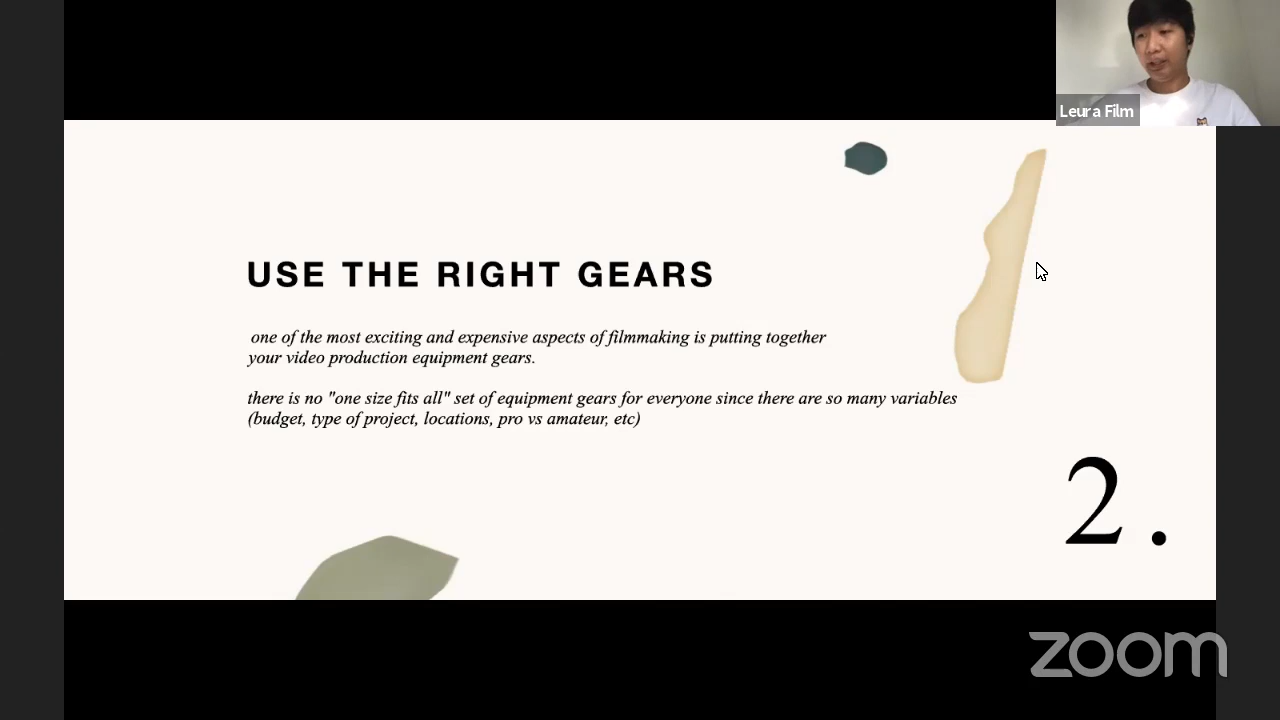 Leura Film
USE THE RIGHT GEARS
one of the most exciting and expensive aspects of filmmaking is putting together
your video production equipment gears.
there is no "one size fits all" set of equipment gears for everyone since there are so many variables
(budget, type of project, locations, pro vs amateur, etc)
2.
zoom